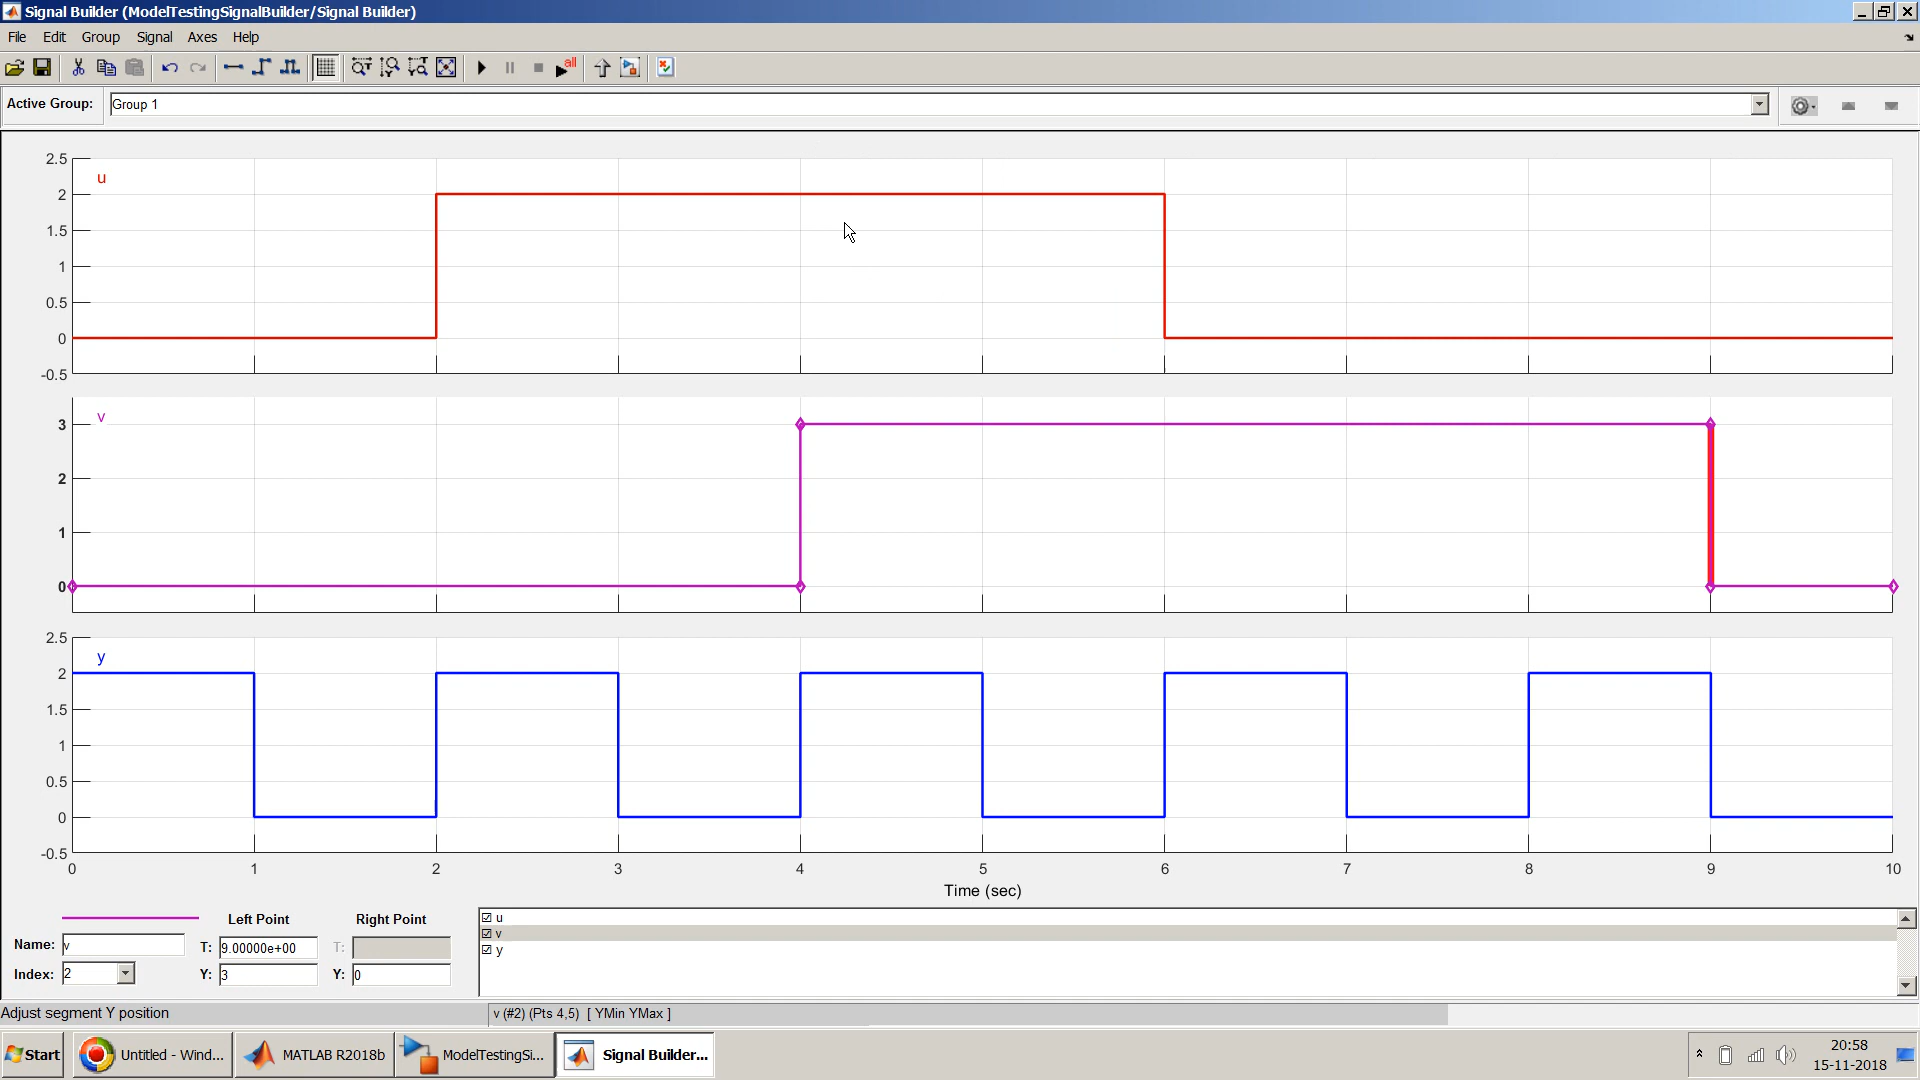 Signal Builder (ModelTestingSignalBuilder/Signal Builder)
File Edit Group Signal Axes Help
all
Active Group: Group 1
2.5
u
2
1.5
1
0.5
0
-0.5
v
3
2
1
0
2.5
y
2
1.5
1
0.5
0
-0.5
0 1 2 3 4 5 6 7 8 9 10
Time (sec)
Left Point Right Point
Name: v T: 9.00000e+00 T:
Index: 2 Y: 3 Y: 0
u
v
y
Adjust segment Y position v (#2) (Pts 4,5) [ YMin YMax ]
Start Untitled - Wind... MATLAB R2018b ModelTestingSi... Signal Builder... 20:58
15-11-2018